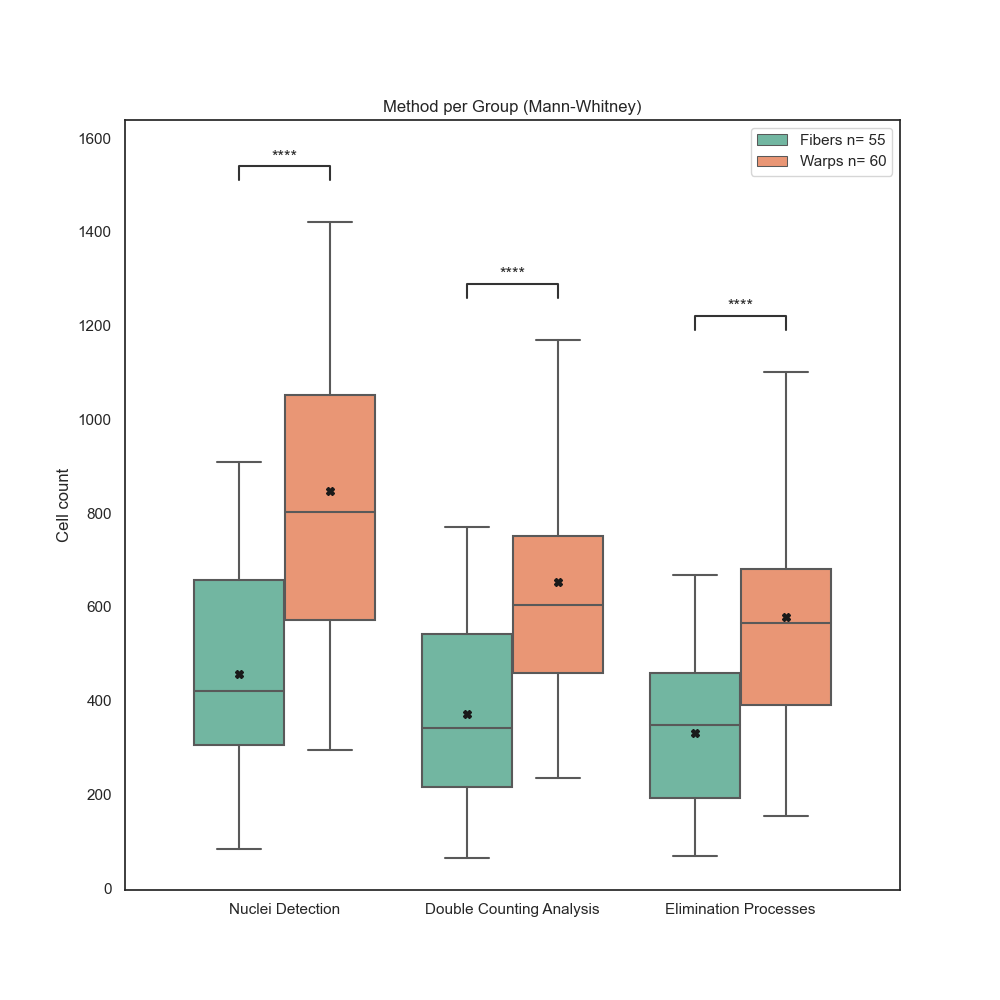 Method per Group (Mann-Whitney)
Fibers n= 55
Warps n= 60
****
****
****
Cell count
1600
1400
1200
1000
800
600
400
200
0
Nuclei Detection
Double Counting Analysis
Elimination Processes